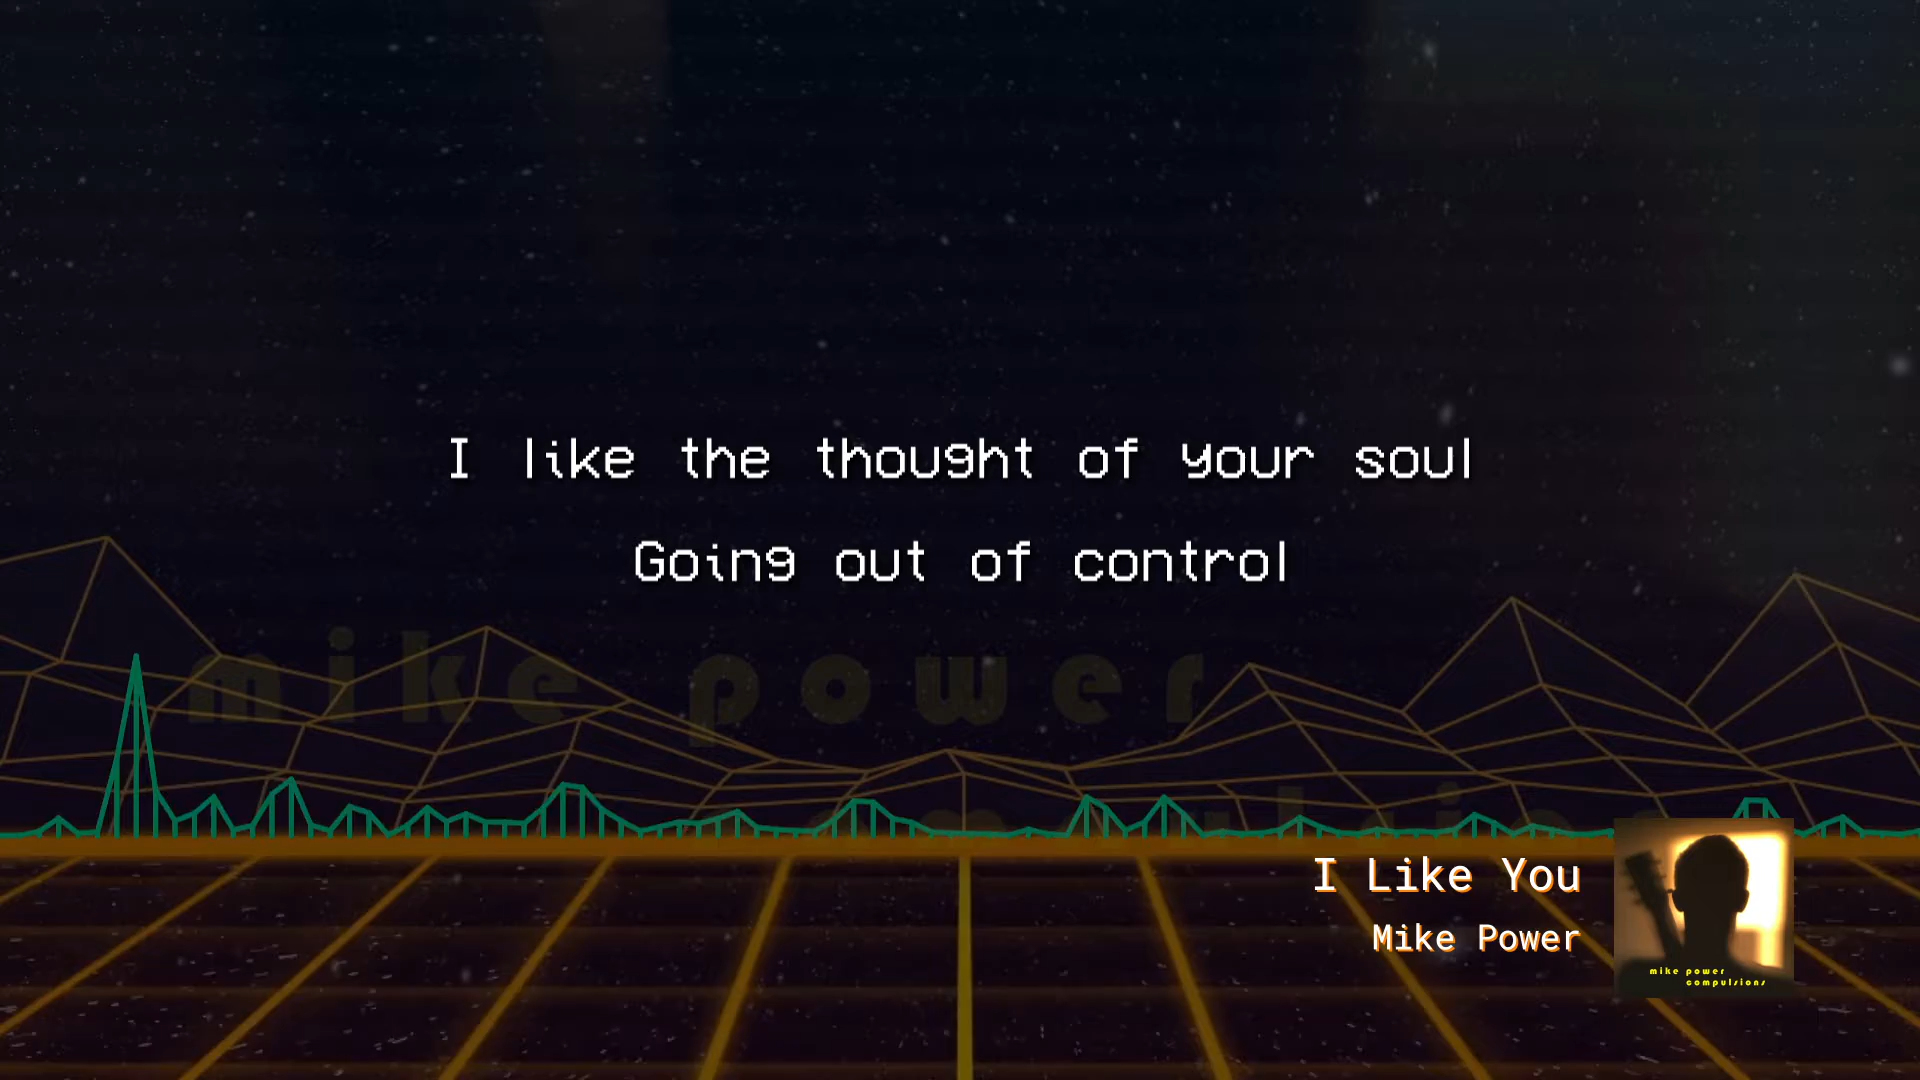 I like the thought of your soul
Going out of control
mike power
I Like You
Mike Power
mike power
compulsions